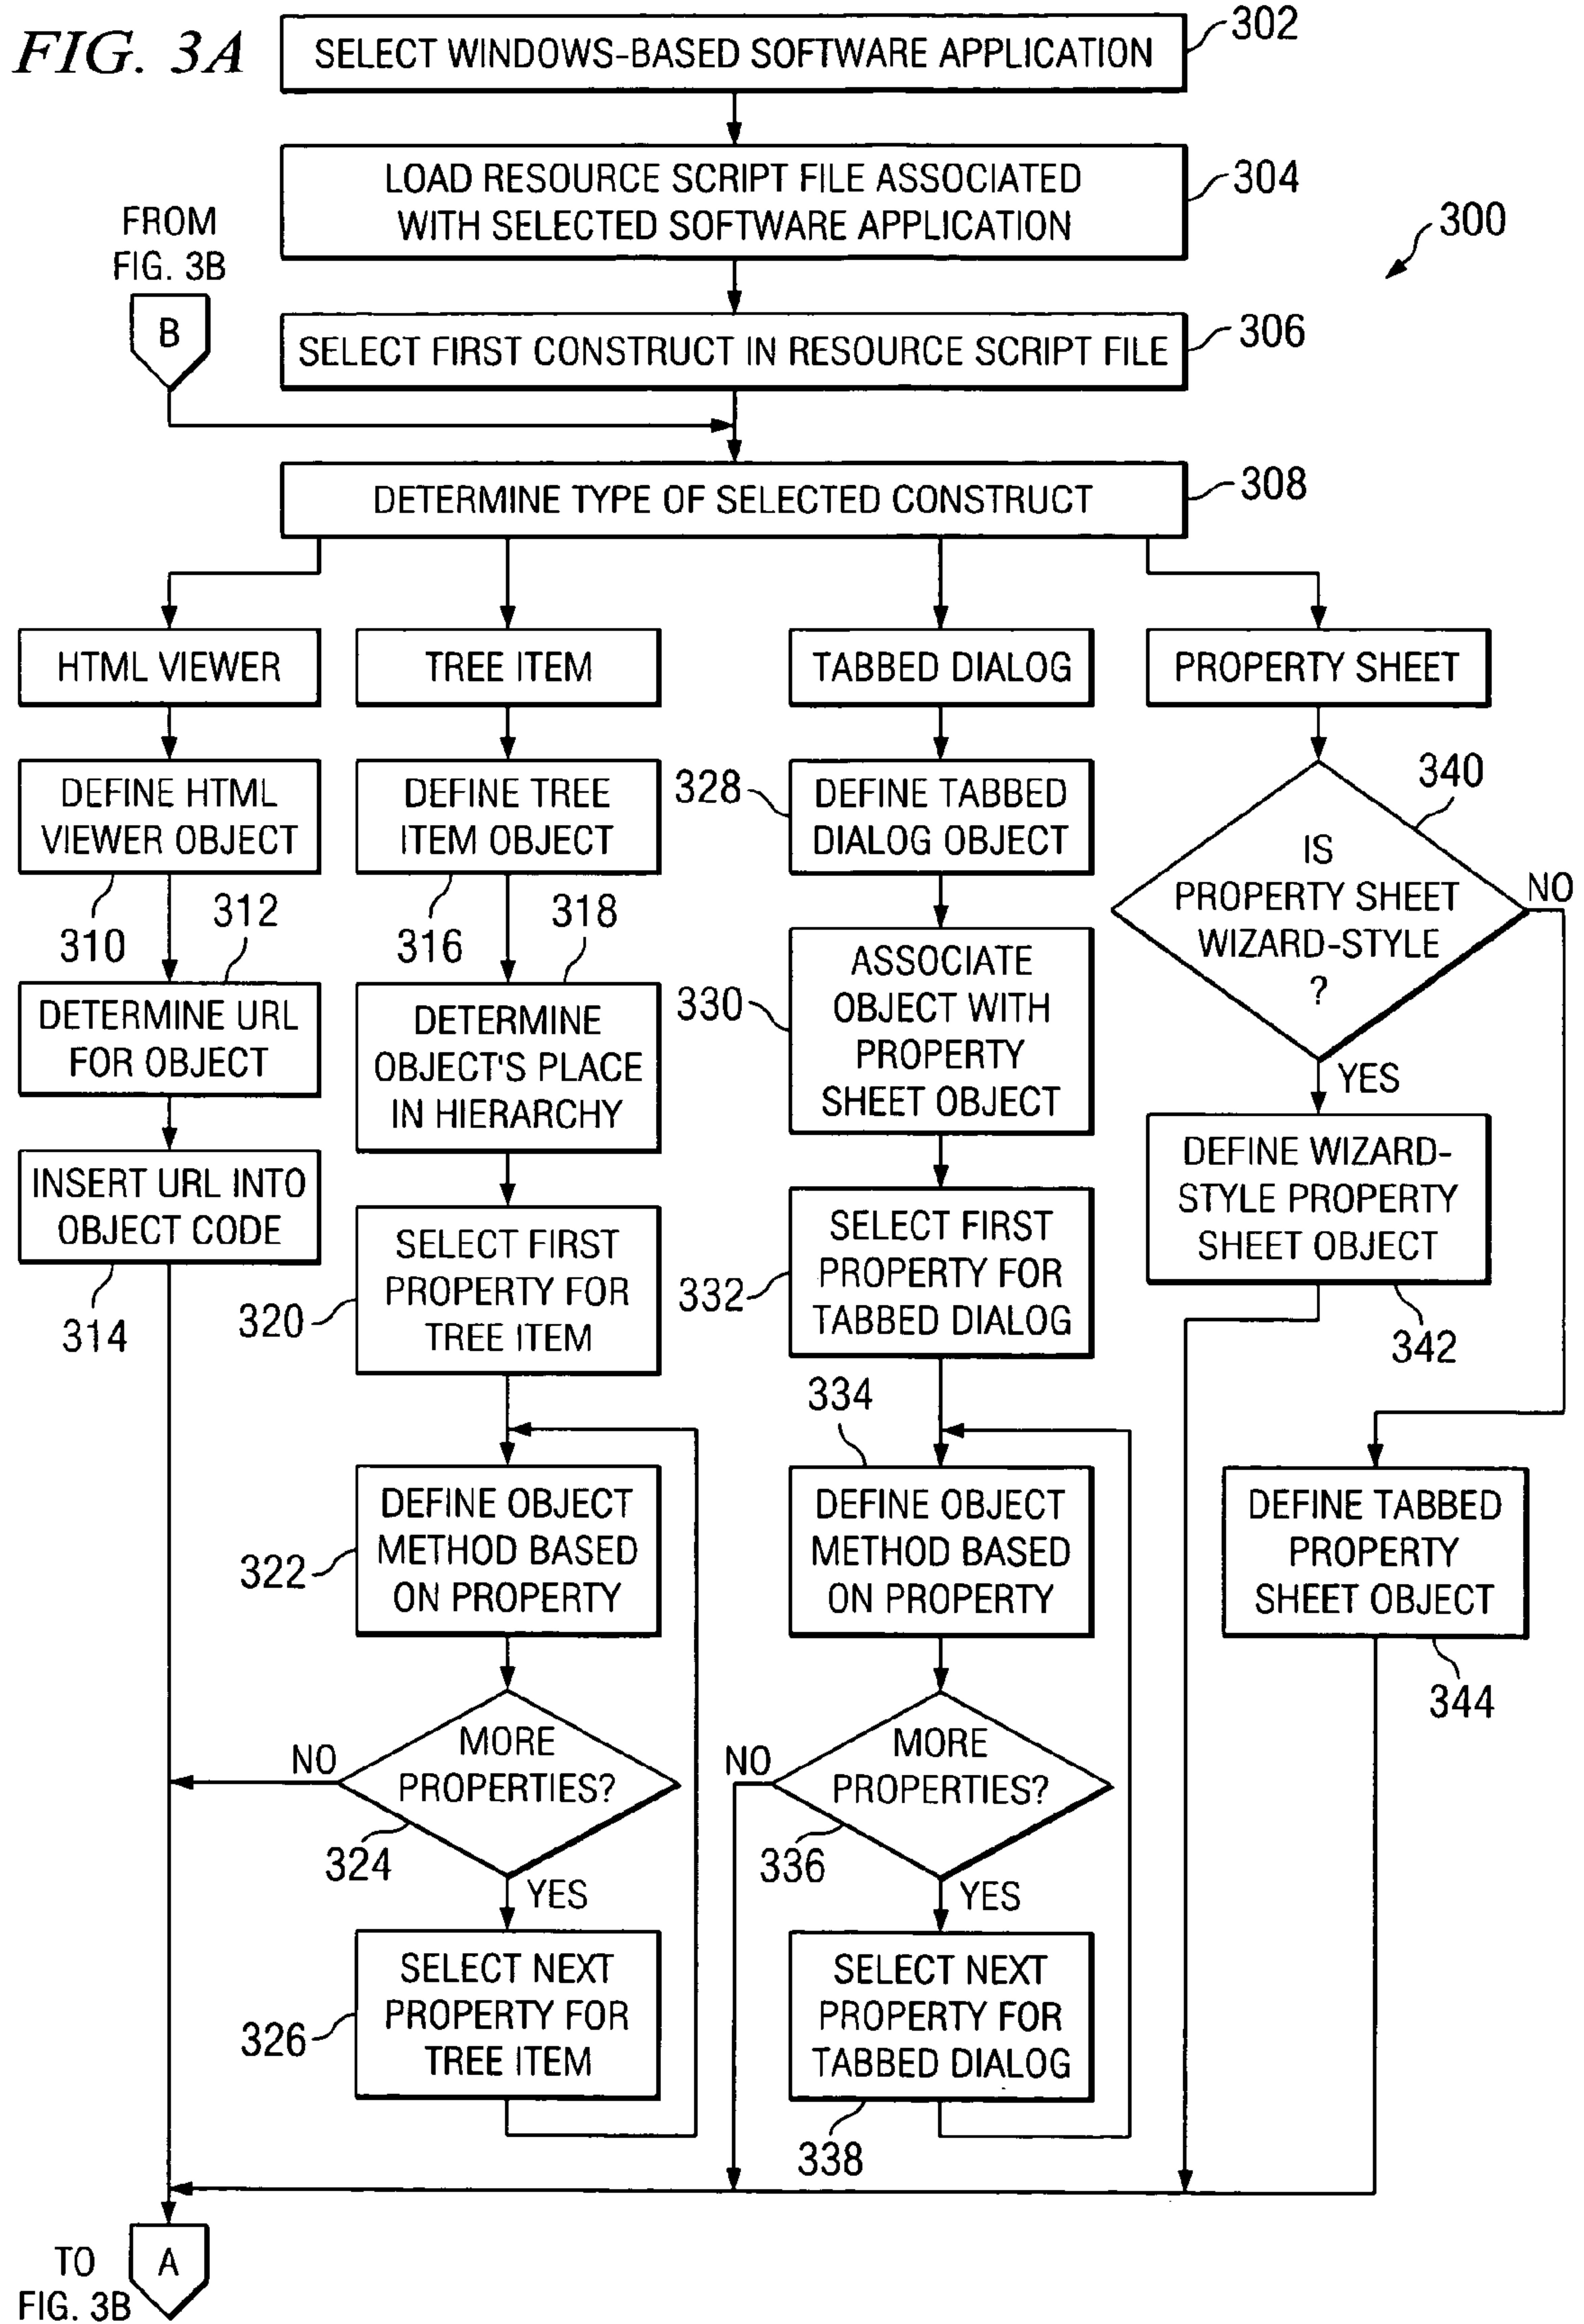 FIG. 3A
SELECT WINDOWS-BASED SOFTWARE APPLICATION
302
LOAD RESOURCE SCRIPT FILE ASSOCIATED
WITH SELECTED SOFTWARE APPLICATION
304
300
FROM
FIG. 3B
B
SELECT FIRST CONSTRUCT IN RESOURCE SCRIPT FILE
306
DETERMINE TYPE OF SELECTED CONSTRUCT
308
HTML VIEWER
DEFINE HTML
VIEWER OBJECT
310
312
DETERMINE URL
FOR OBJECT
INSERT URL INTO
OBJECT CODE
314
TREE ITEM
DEFINE TREE
ITEM OBJECT
316
318
DETERMINE
OBJECT'S PLACE
IN HIERARCHY
SELECT FIRST
PROPERTY FOR
TREE ITEM
320
DEFINE OBJECT
METHOD BASED
ON PROPERTY
322
MORE
PROPERTIES?
NO
324
YES
SELECT NEXT
PROPERTY FOR
TREE ITEM
326
TABBED DIALOG
328
DEFINE TABBED
DIALOG OBJECT
330
ASSOCIATE
OBJECT WITH
PROPERTY
SHEET OBJECT
SELECT FIRST
PROPERTY FOR
TABBED DIALOG
332
334
DEFINE OBJECT
METHOD BASED
ON PROPERTY
MORE
PROPERTIES?
NO
336
YES
SELECT NEXT
PROPERTY FOR
TABBED DIALOG
338
PROPERTY SHEET
340
IS
PROPERTY SHEET
WIZARD-STYLE
?
NO
YES
DEFINE WIZARD-
STYLE PROPERTY
SHEET OBJECT
342
DEFINE TABBED
PROPERTY
SHEET OBJECT
344
TO
FIG. 3B
A